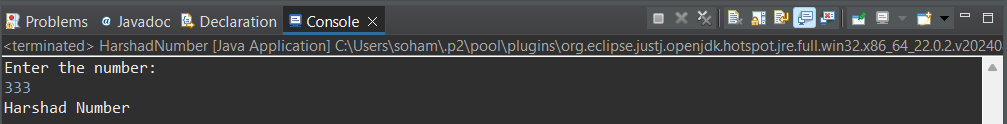 Problems @ Javadoc Declaration Console
<terminated> HarshadNumber [Java Application] C:\Users\soham\.p2\pool\plugins\org.eclipse.justj.openjdk.hotspot.jre.full.win32.x86_64_22.0.2.v20240
Enter the number:
333
Harshad Number